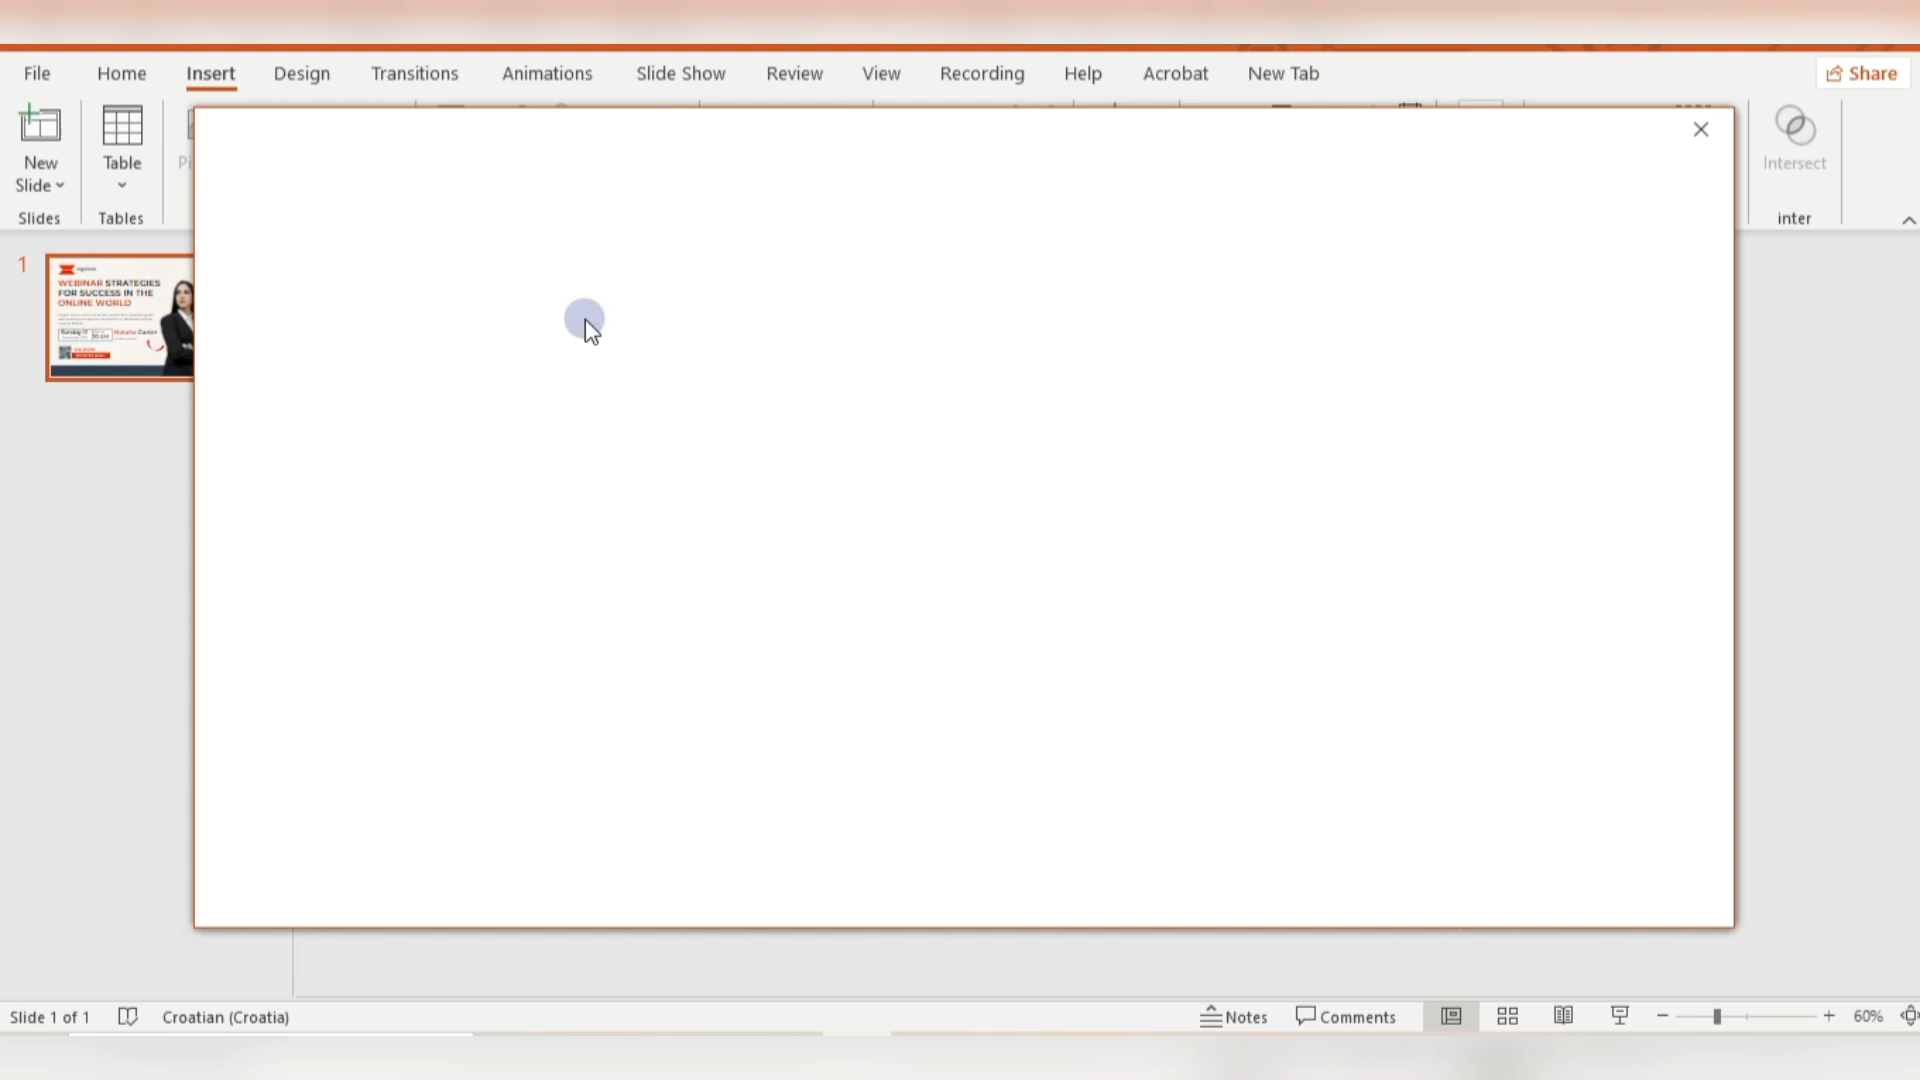 File Home Insert Design Transitions Animations Slide Show Review View Recording Help Acrobat New Tab Share
New Slide
Table
Pi
Intersect
Slides
Tables
inter
1
WEBINAR STRATEGIES
FOR SUCCESS IN THE
ONLINE WORLD
Slide 1 of 1 Croatian (Croatia) Notes Comments 60%